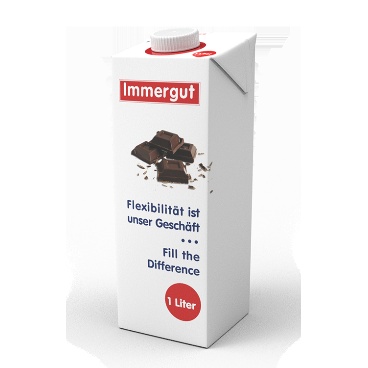 Immergut
Flexibilität ist
unser Geschäft
...
Fill the
Difference
1 Liter